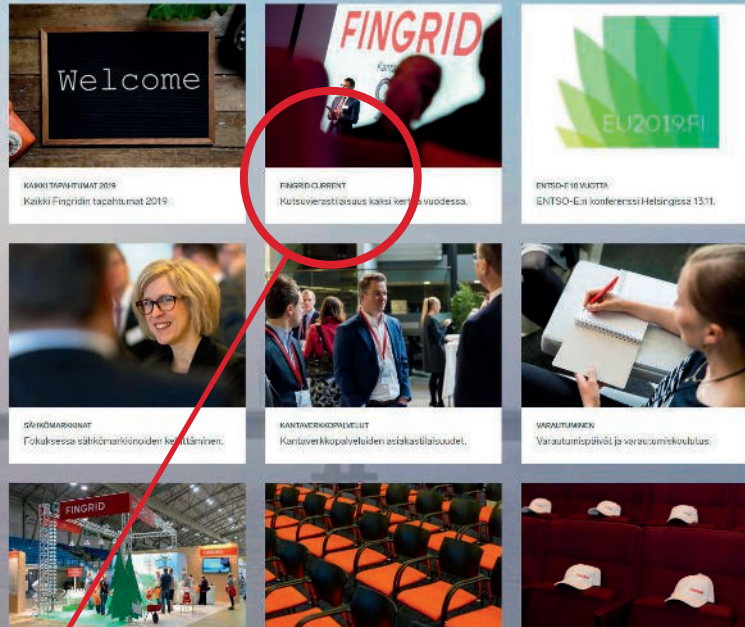 Welcome
FINGRID
EU2019.FI
KAIKKI TAPAHTUMAT 2019
Kaikki Fingridin tapahtumat 2019.
FINGRID CURRENT
Kutsuvierastilaisuus kaksi kertaa vuodessa.
ENTSO-E 10 VUOTTA
ENTSO-E:n konferenssi Helsingissä 13.11.
SÄHKÖMARKKINAT
Fokuksessa sähkömarkkinoiden kehittäminen.
KANTAVERKKOPALVELUT
Kantaverkkopalveluiden asiakastilaisuudet.
VARAUTUMINEN
Varautumispäivät ja varautumiskoulutus.
FINGRID